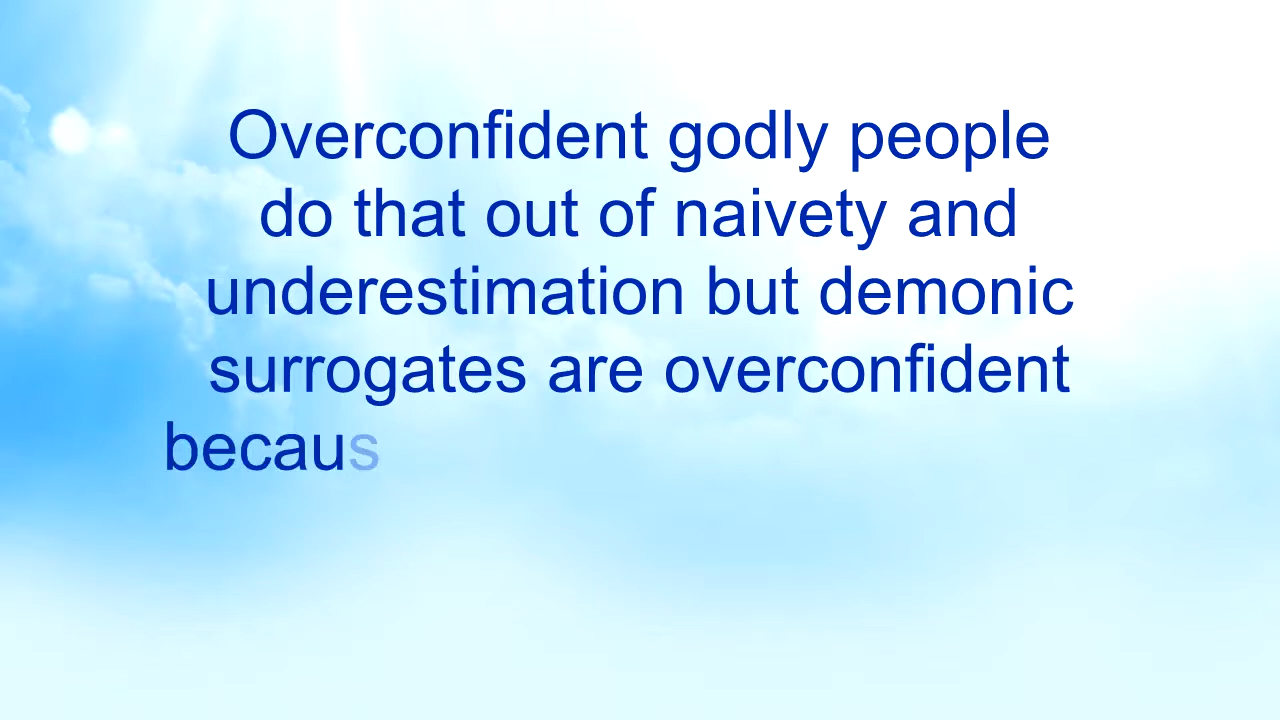 Overconfident godly people
do that out of naivety and
underestimation but demonic
surrogates are overconfident
becaus